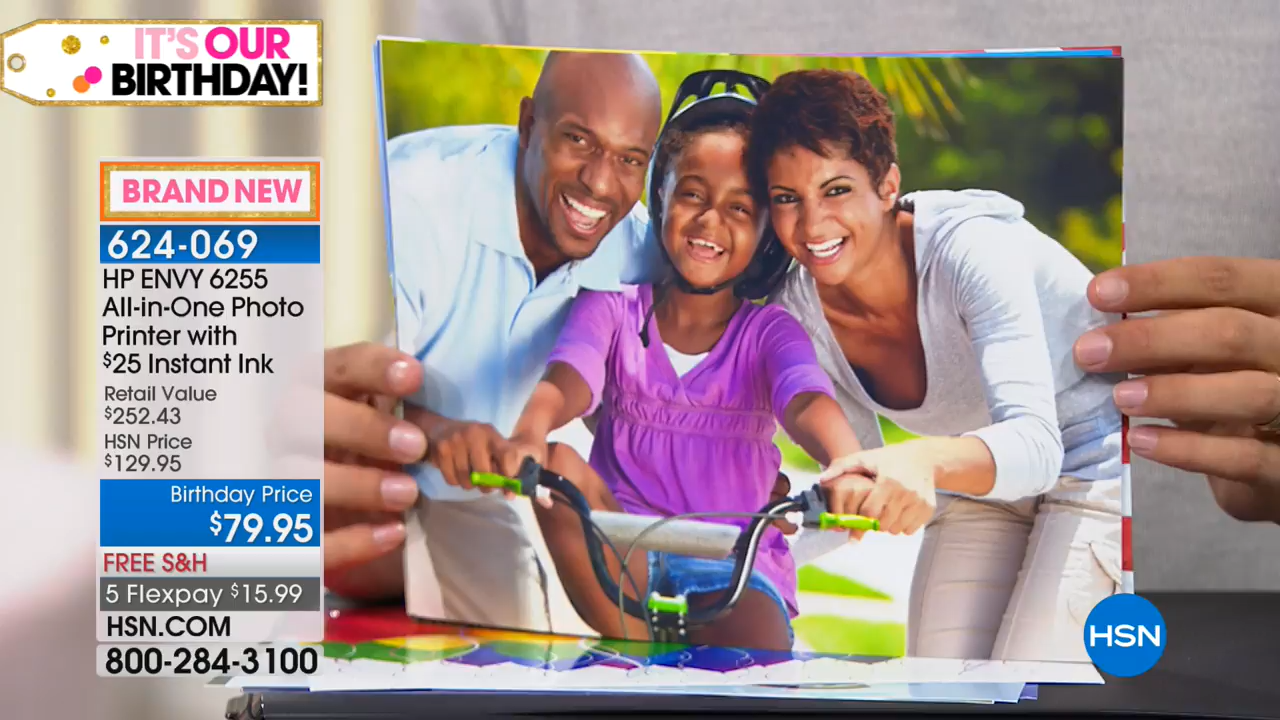 IT'S OUR
BIRTHDAY!
BRAND NEW
624-069
HP ENVY 6255
All-in-One Photo
Printer with
$25 Instant Ink
Retail Value
$252.43
HSN Price
$129.95
Birthday Price
$79.95
FREE S&H
5 Flexpay $15.99
HSN.COM
800-284-3100
HSN